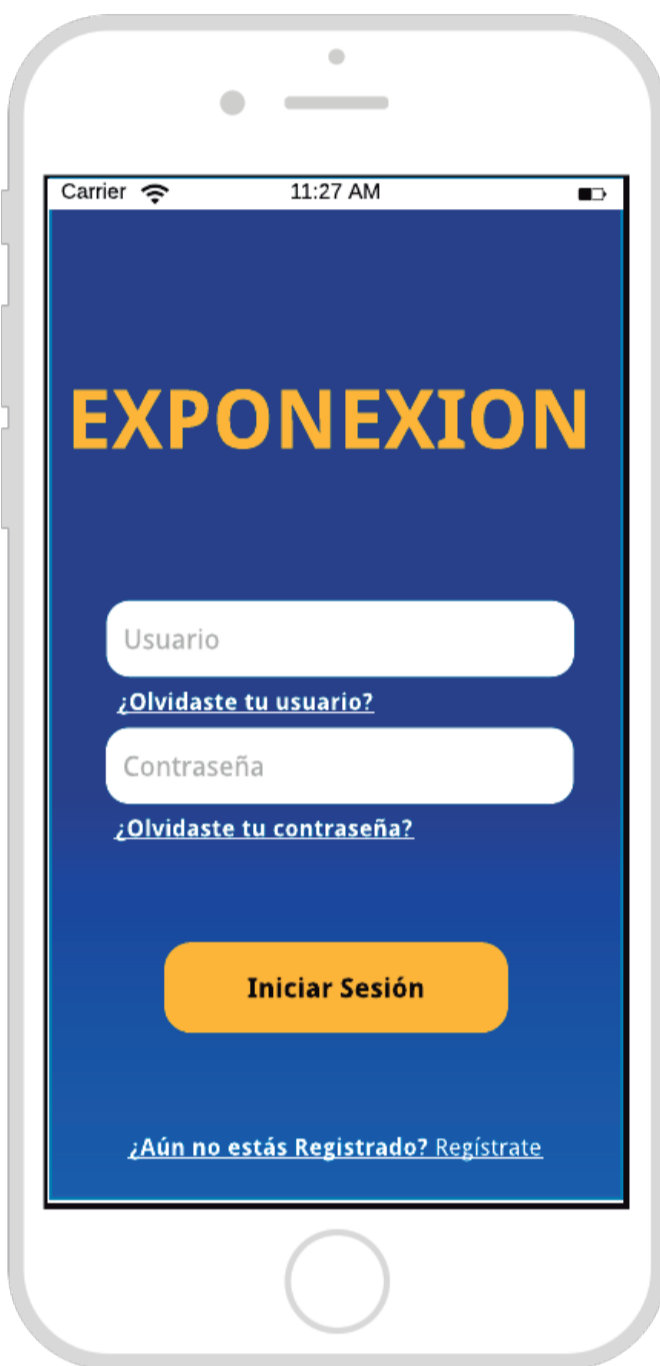 Carrier 11:27 AM
EXPONEXION
Usuario
¿Olvidaste tu usuario?
Contraseña
¿Olvidaste tu contraseña?
Iniciar Sesión
¿Aún no estás Registrado? Regístrate